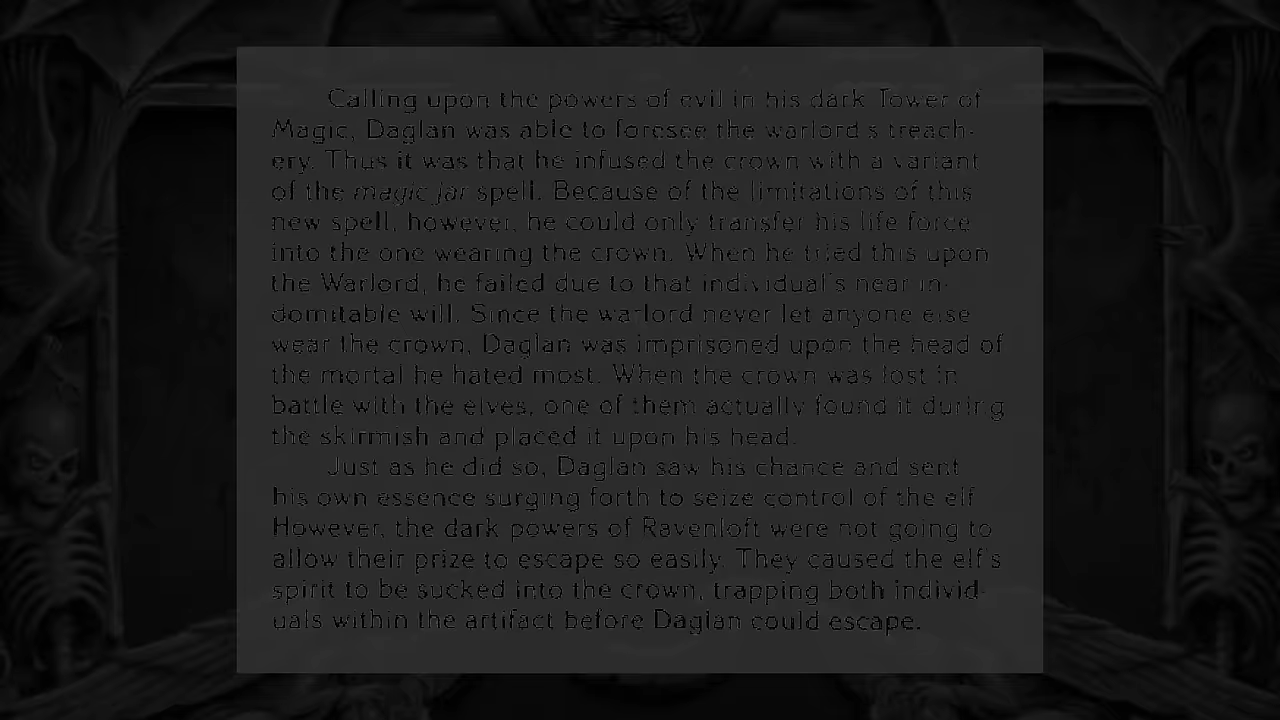 Calling upon the powers of evil in his dark Tower of
Magic, Daglan was able to foresee the warlord's treach-
ery. Thus it was that he infused the crown with a variant
of the magic jar spell. Because of the limitations of this
new spell, however, he could only transfer his life force
into the one wearing the crown. When he tried this upon
the Warlord, he failed due to that individual's near in-
domitable will. Since the warlord never let anyone else
wear the crown, Daglan was imprisoned upon the head of
the mortal he hated most. When the crown was lost in
battle with the elves, one of them actually found it during
the skirmish and placed it upon his head.
Just as he did so, Daglan saw his chance and sent
his own essence surging forth to seize control of the elf.
However, the dark powers of Ravenloft were not going to
allow their prize to escape so easily. They caused the elf's
spirit to be sucked into the crown, trapping both individ-
uals within the artifact before Daglan could escape.